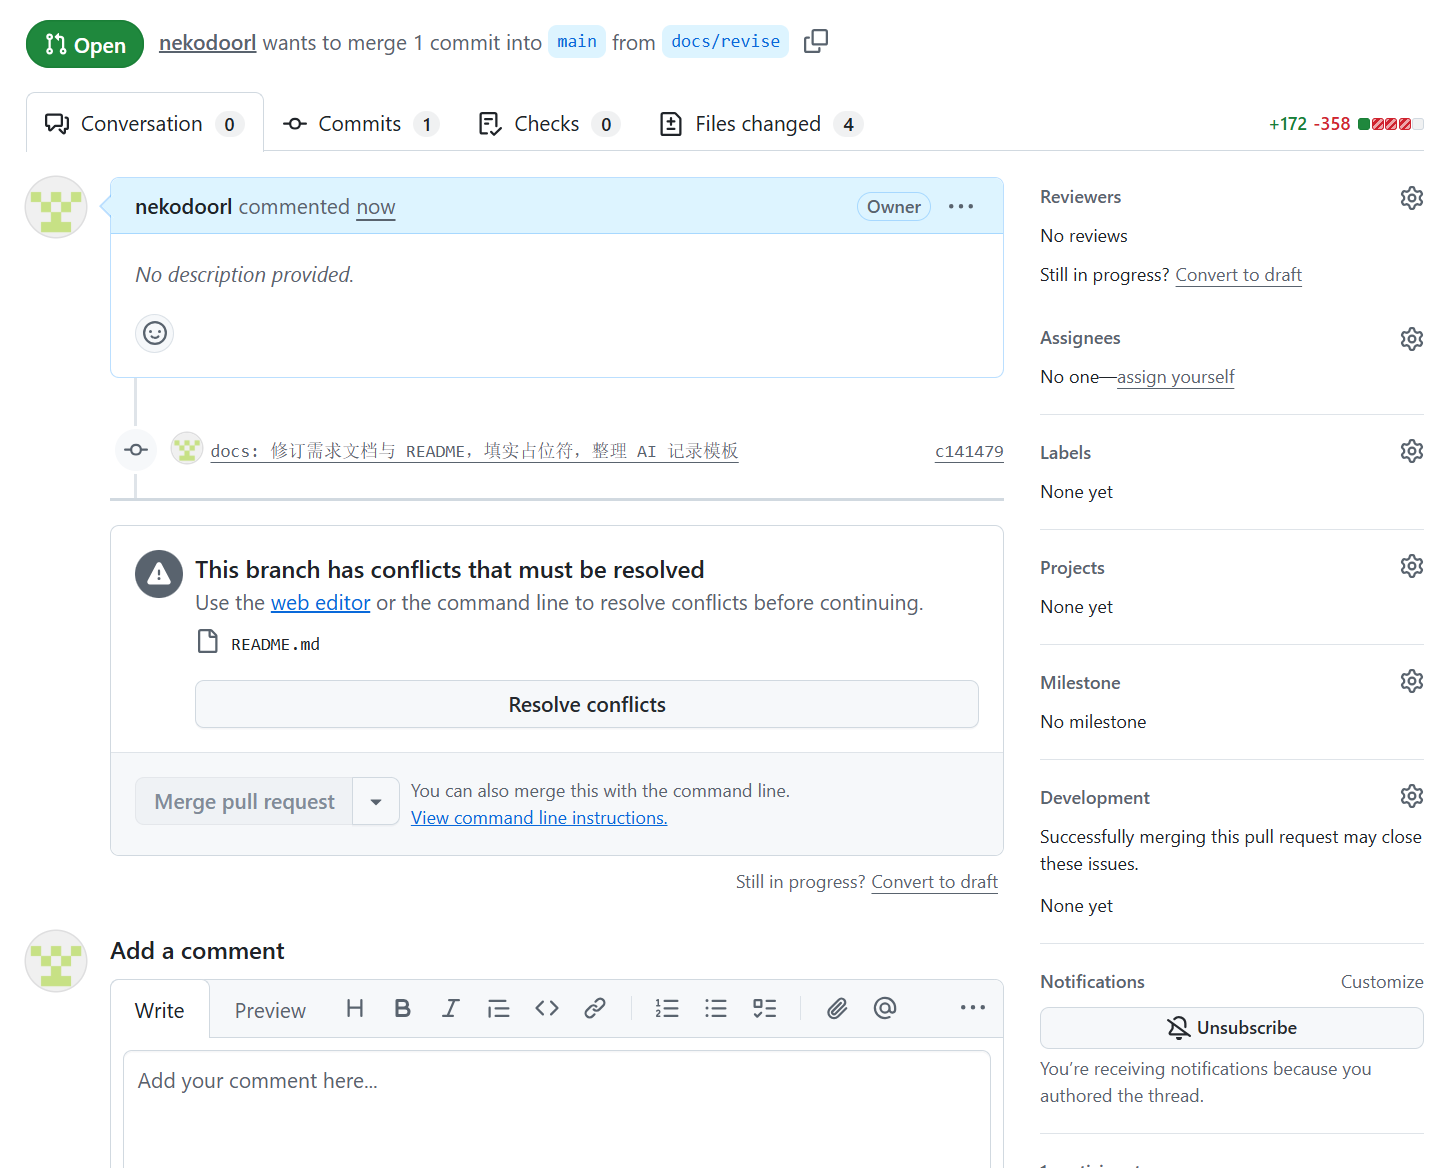 Open nekodoorl wants to merge 1 commit into main from docs/revise
Conversation 0 Commits 1 Checks 0 Files changed 4 +172 -358
nekodoorl commented now Owner
No description provided.
docs: 修订需求文档与 README，填实占位符，整理 AI 记录模板 c141479
This branch has conflicts that must be resolved
Use the web editor or the command line to resolve conflicts before continuing.
README.md
Resolve conflicts
Merge pull request
You can also merge this with the command line.
View command line instructions.
Still in progress? Convert to draft
Add a comment
Write Preview
Add your comment here...
Reviewers
No reviews
Still in progress? Convert to draft
Assignees
No one—assign yourself
Labels
None yet
Projects
None yet
Milestone
No milestone
Development
Successfully merging this pull request may close
these issues.
None yet
Notifications Customize
Unsubscribe
You’re receiving notifications because you
authored the thread.